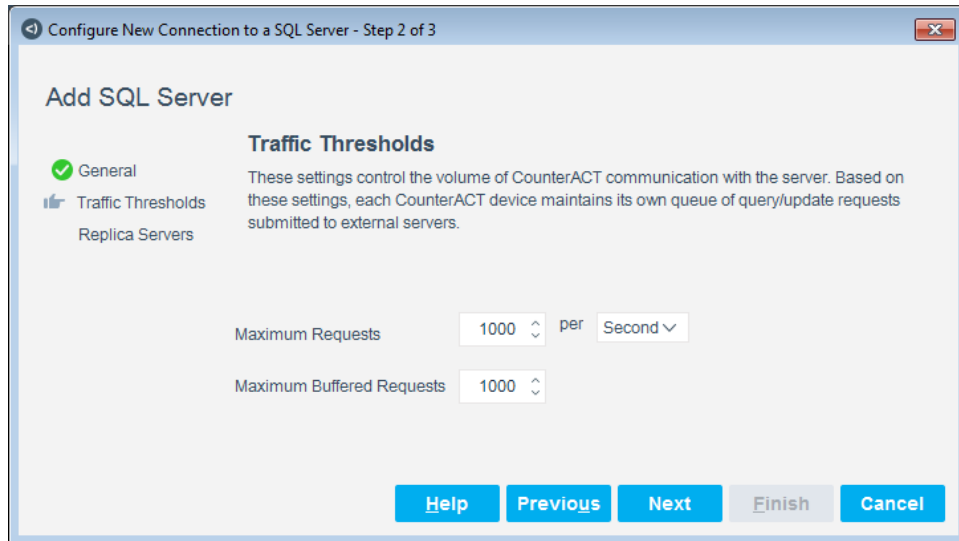 Configure New Connection to a SQL Server - Step 2 of 3
Add SQL Server
General
Traffic Thresholds
Replica Servers
Traffic Thresholds
These settings control the volume of CounterACT communication with the server. Based on
these settings, each CounterACT device maintains its own queue of query/update requests
submitted to external servers.
Maximum Requests 1000 per Second
Maximum Buffered Requests 1000
Help Previous Next Finish Cancel